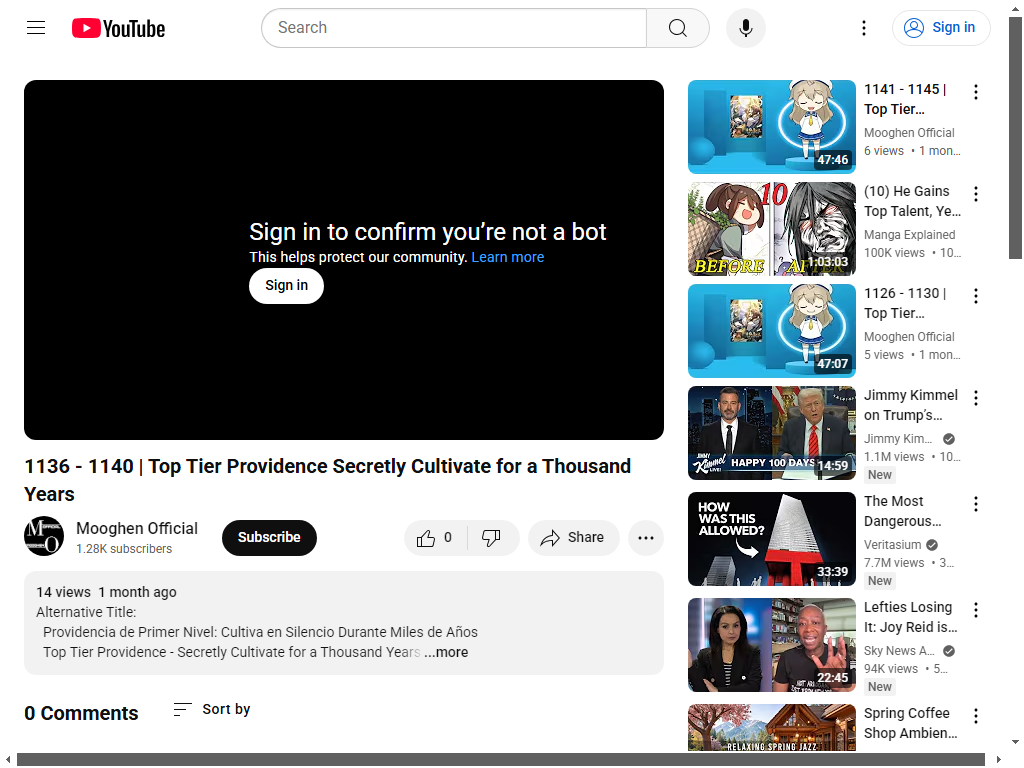 YouTube
Search
Sign in
Sign in to confirm you’re not a bot
This helps protect our community. Learn more
Sign in
1136 - 1140 | Top Tier Providence Secretly Cultivate for a Thousand
Years
Mooghen Official
1.28K subscribers
Subscribe
0
Share
14 views 1 month ago
Alternative Title:
Providencia de Primer Nivel: Cultiva en Silencio Durante Miles de Años
Top Tier Providence - Secretly Cultivate for a Thousand Years ...more
0 Comments
Sort by
47:46
1141 - 1145 |
Top Tier…
Mooghen Official
6 views • 1 mon…
10
BEFORE
AFTER
1:03:03
(10) He Gains
Top Talent, Ye…
Manga Explained
100K views • 10…
47:07
1126 - 1130 |
Top Tier…
Mooghen Official
5 views • 1 mon…
JIMMY
Kimmel
LIVE!
HAPPY 100 DAYS
14:59
Jimmy Kimmel
on Trump’s…
Jimmy Kim…
1.1M views • 10…
New
HOW
WAS THIS
ALLOWED?
33:39
The Most
Dangerous…
Veritasium
7.7M views • 3…
New
22:45
Lefties Losing
It: Joy Reid is…
Sky News A…
94K views • 5…
New
RELAXING SPRING JAZZ
Spring Coffee
Shop Ambien…